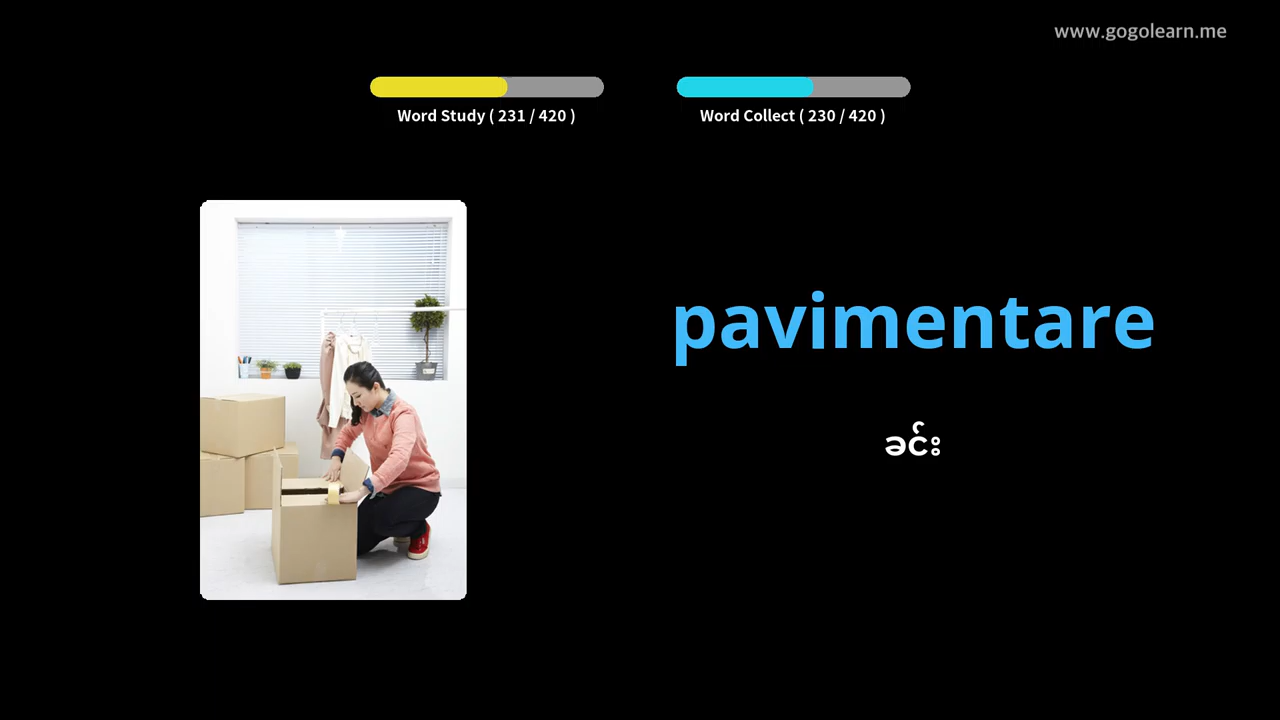 www.gogolearn.me
Word Study ( 231 / 420 )
Word Collect ( 230 / 420 )
pavimentare
ခင်း